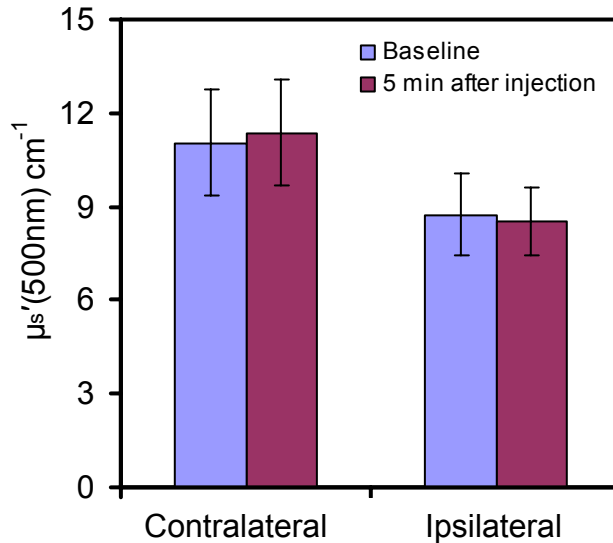 15
12
9
6
3
0
µs′(500nm) cm⁻¹
Baseline
5 min after injection
Contralateral
Ipsilateral